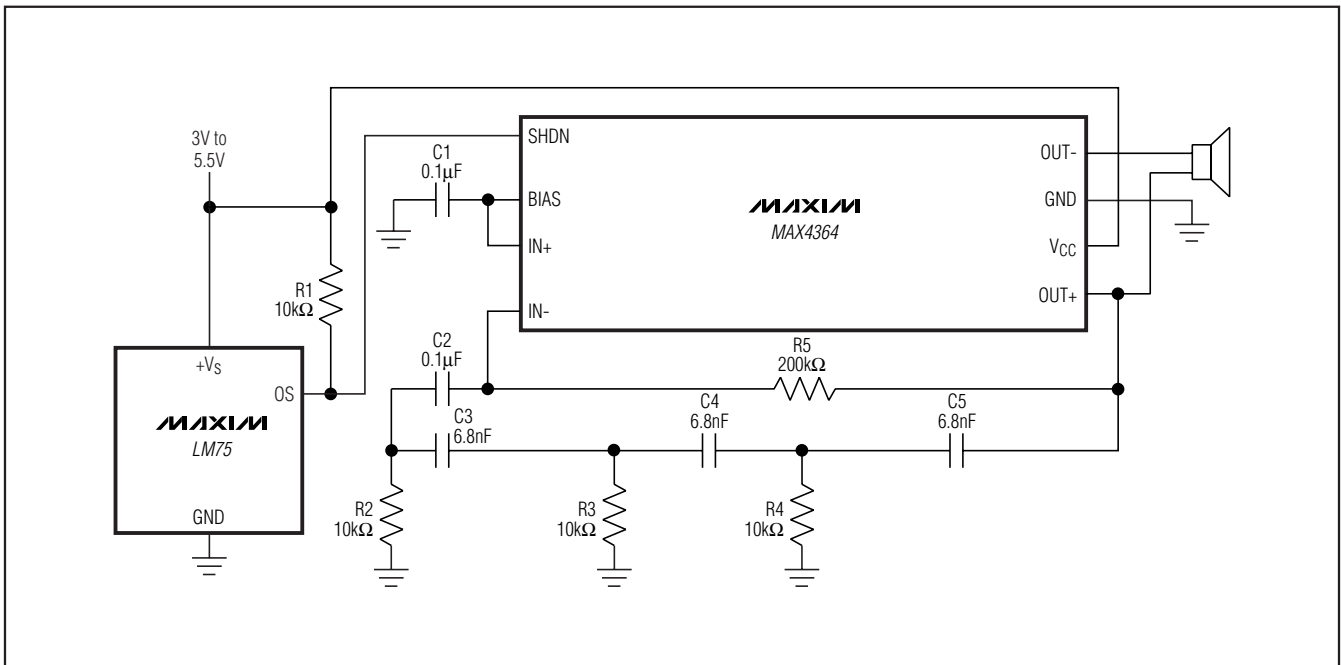 3V to
5.5V
R1
10kΩ
+VS
OS
MAXIM
LM75
GND
C1
0.1μF
SHDN
BIAS
IN+
IN-
MAXIM
MAX4364
OUT-
GND
VCC
OUT+
C2
0.1μF
R5
200kΩ
C3
6.8nF
C4
6.8nF
C5
6.8nF
R2
10kΩ
R3
10kΩ
R4
10kΩ